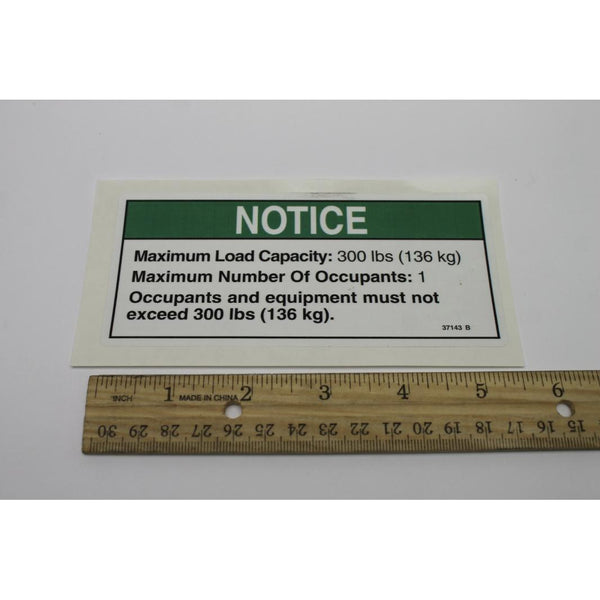 NOTICE
Maximum Load Capacity: 300 lbs (136 kg)
Maximum Number Of Occupants: 1
Occupants and equipment must not
exceed 300 lbs (136 kg).
37143 B
INCH 1 MADE IN CHINA 2 3 4 5 6
30 29 28 27 26 25 24 23 22 21 20 19 18 17 16 15